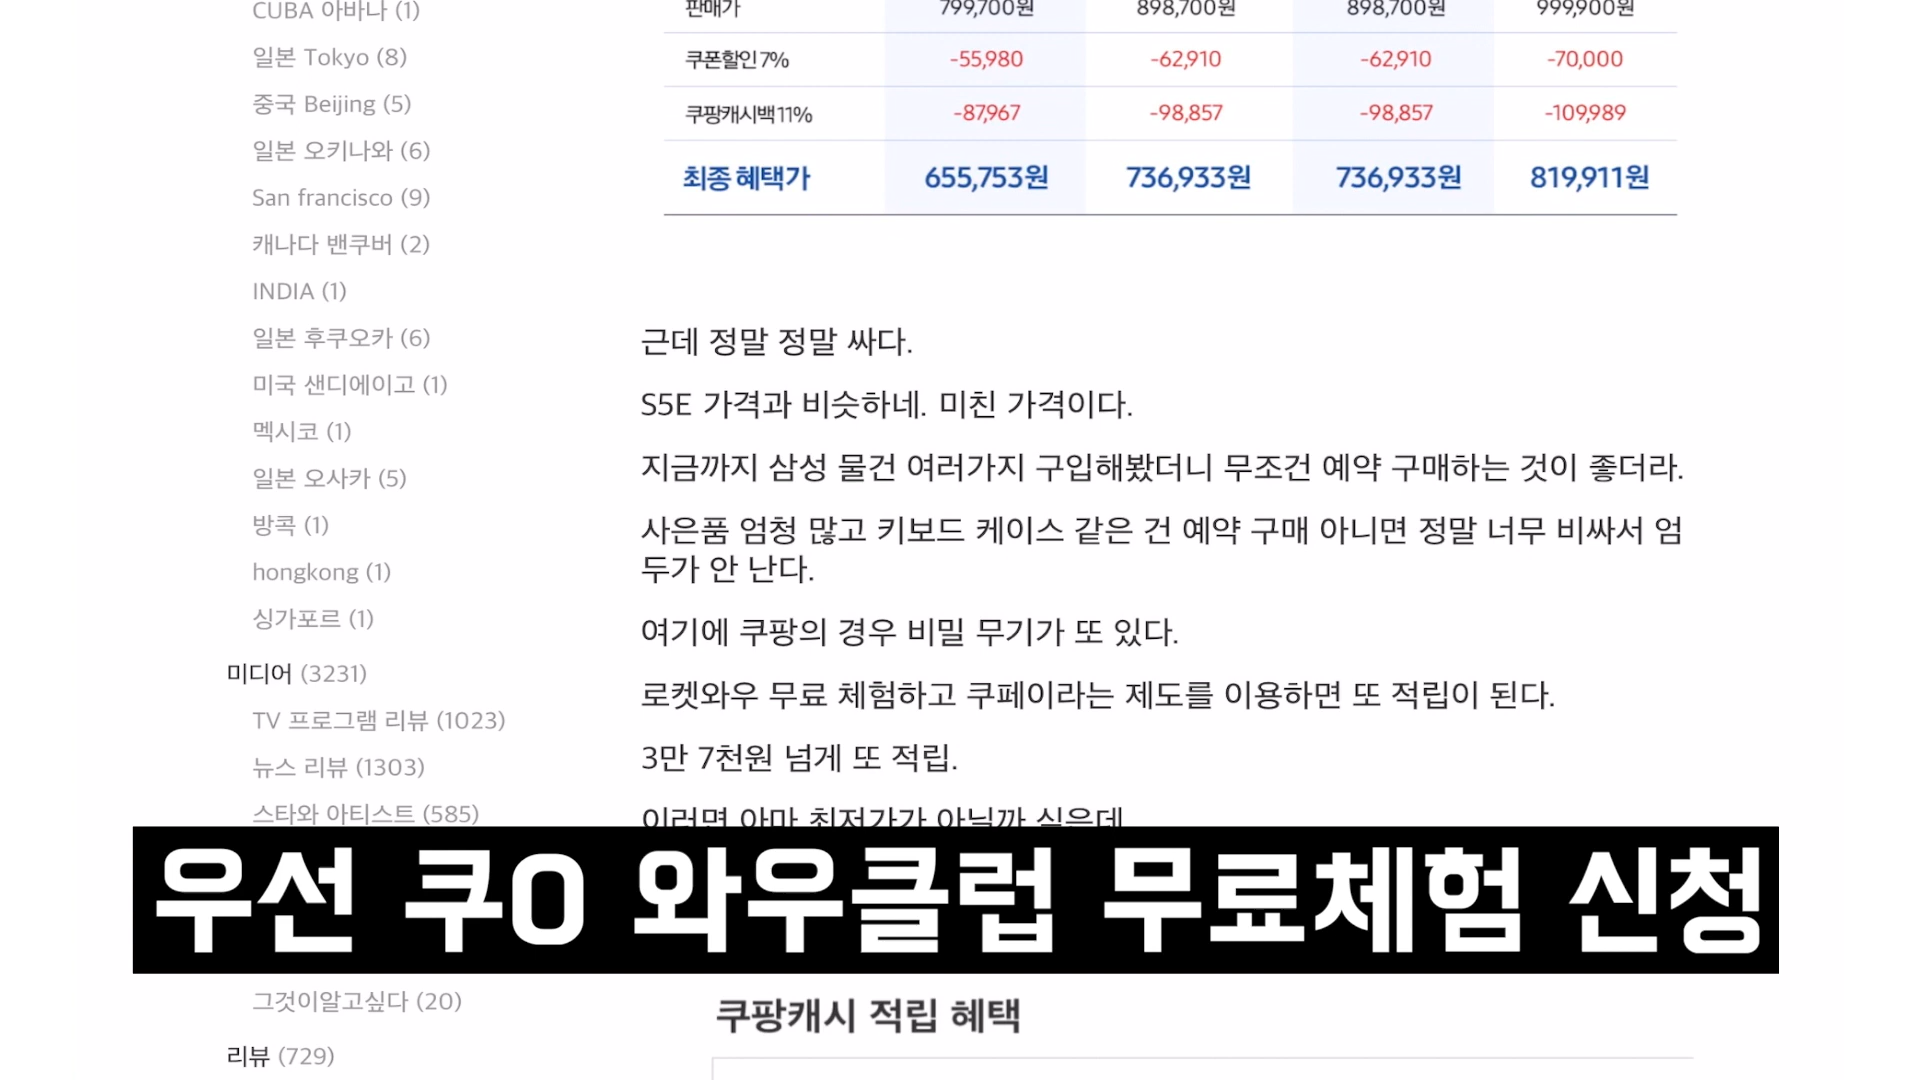 CUBA 아바나 (1)
일본 Tokyo (8)
중국 Beijing (5)
일본 오키나와 (6)
San francisco (9)
캐나다 밴쿠버 (2)
INDIA (1)
일본 후쿠오카 (6)
미국 샌디에이고 (1)
멕시코 (1)
일본 오사카 (5)
방콕 (1)
hongkong (1)
싱가포르 (1)
미디어 (3231)
TV 프로그램 리뷰 (1023)
뉴스 리뷰 (1303)
스타와 아티스트 (585)
그것이알고싶다 (20)
리뷰 (729)
판매가 799,700원 898,700원 898,700원 999,900원
쿠폰할인 7% -55,980 -62,910 -62,910 -70,000
쿠팡캐시백 11% -87,967 -98,857 -98,857 -109,989
최종 혜택가 655,753원 736,933원 736,933원 819,911원
근데 정말 정말 싸다.
S5E 가격과 비슷하네. 미친 가격이다.
지금까지 삼성 물건 여러가지 구입해봤더니 무조건 예약 구매하는 것이 좋더라.
사은품 엄청 많고 키보드 케이스 같은 건 예약 구매 아니면 정말 너무 비싸서 엄
두가 안 난다.
여기에 쿠팡의 경우 비밀 무기가 또 있다.
로켓와우 무료 체험하고 쿠페이라는 제도를 이용하면 또 적립이 된다.
3만 7천원 넘게 또 적립.
이러면 아마 최저가가 아닐까 싶은데
우선 쿠O 와우클럽 무료체험 신청
쿠팡캐시 적립 혜택